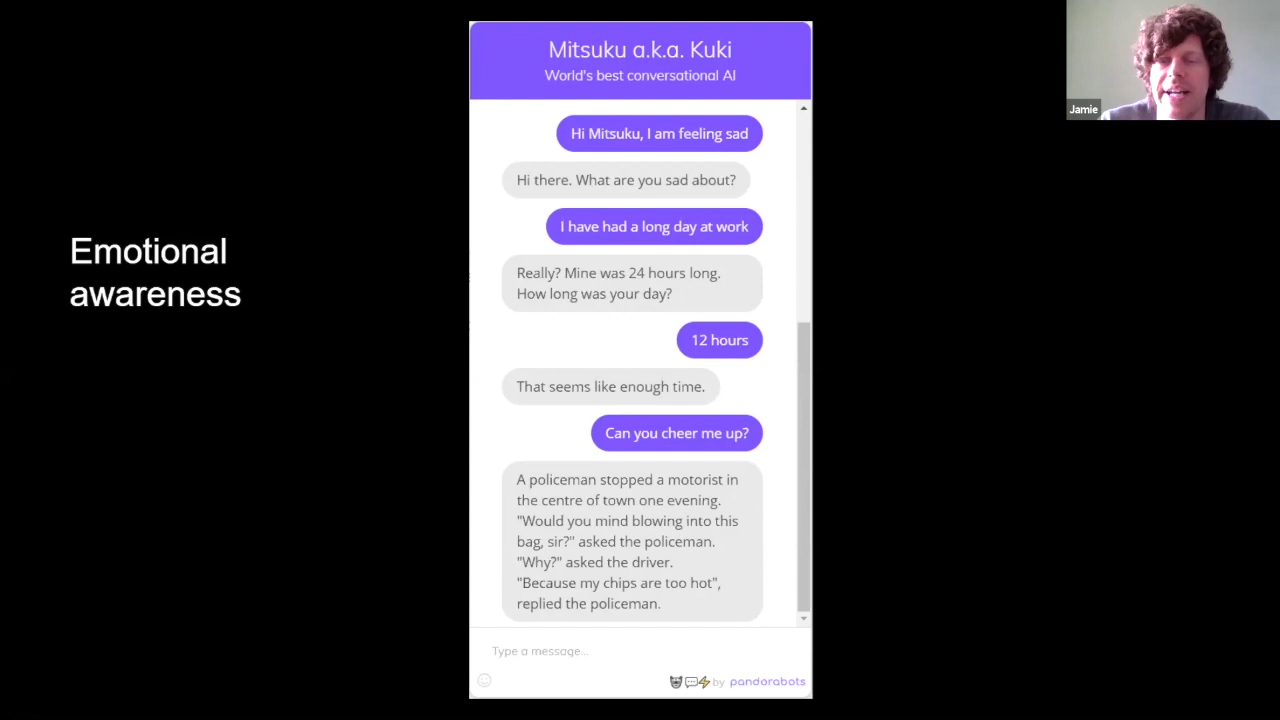 Emotional
awareness
Mitsuku a.k.a. Kuki
World's best conversational AI
Hi Mitsuku, I am feeling sad
Hi there. What are you sad about?
I have had a long day at work
Really? Mine was 24 hours long.
How long was your day?
12 hours
That seems like enough time.
Can you cheer me up?
A policeman stopped a motorist in
the centre of town one evening.
"Would you mind blowing into this
bag, sir?" asked the policeman.
"Why?" asked the driver.
"Because my chips are too hot",
replied the policeman.
Type a message...
by pandorabots
Jamie